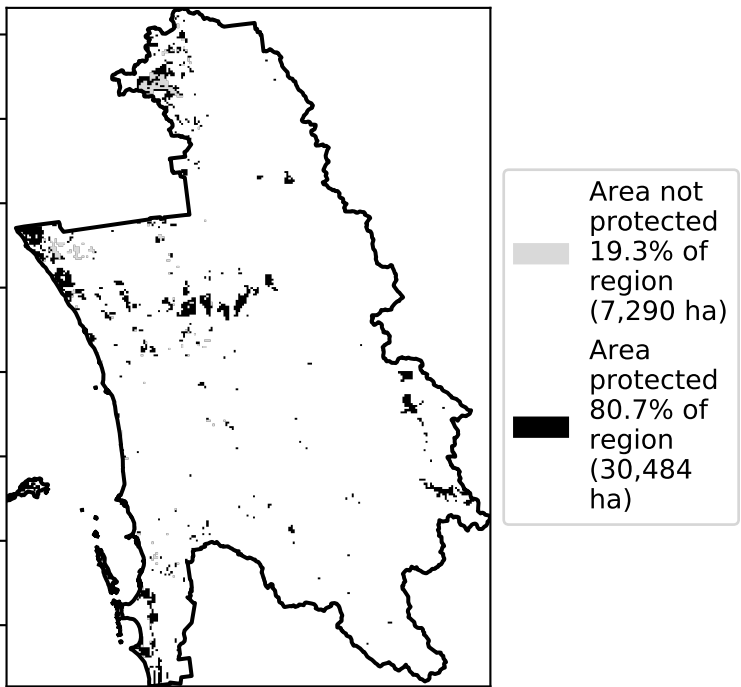 Area not
protected
19.3% of
region
(7,290 ha)
Area
protected
80.7% of
region
(30,484
ha)